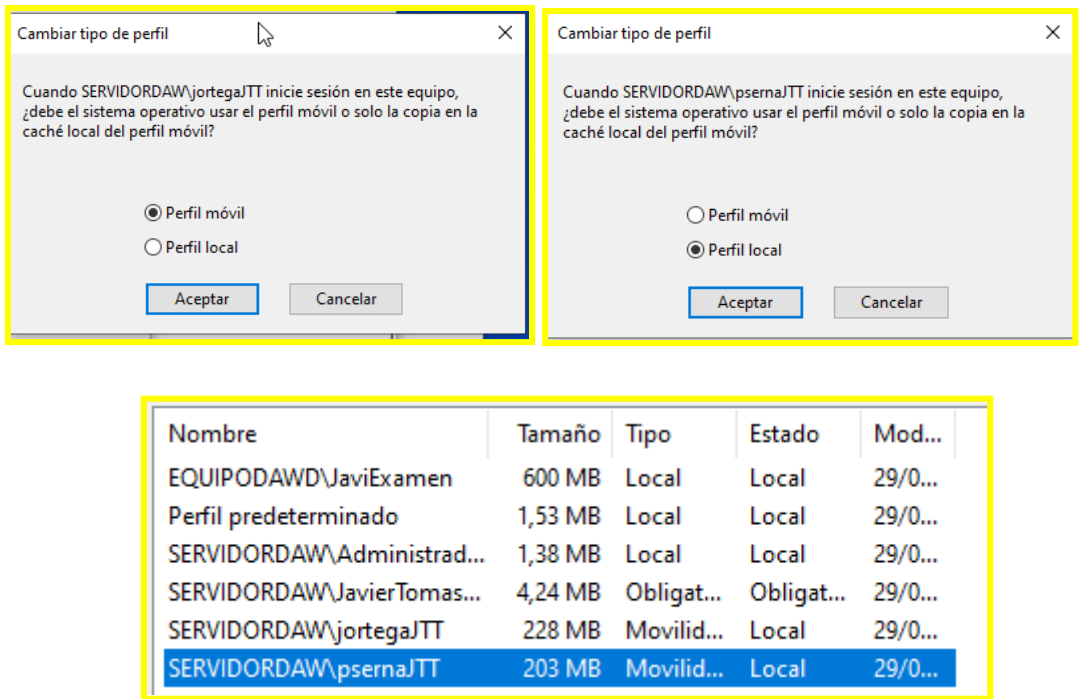 Cambiar tipo de perfil
Cuando SERVIDORDAW\jortegaJTT inicie sesión en este equipo,
¿debe el sistema operativo usar el perfil móvil o solo la copia en la
caché local del perfil móvil?
Perfil móvil
Perfil local
Aceptar Cancelar
Cambiar tipo de perfil
Cuando SERVIDORDAW\psernaJTT inicie sesión en este equipo,
¿debe el sistema operativo usar el perfil móvil o solo la copia en la
caché local del perfil móvil?
Perfil móvil
Perfil local
Aceptar Cancelar
Nombre Tamaño Tipo Estado Mod...
EQUIPODAWD\JaviExamen 600 MB Local Local 29/0...
Perfil predeterminado 1,53 MB Local Local 29/0...
SERVIDORDAW\Administrad... 1,38 MB Local Local 29/0...
SERVIDORDAW\JavierTomas... 4,24 MB Obligat... Obligat... 29/0...
SERVIDORDAW\jortegaJTT 228 MB Movilid... Local 29/0...
SERVIDORDAW\psernaJTT 203 MB Movilid... Local 29/0...